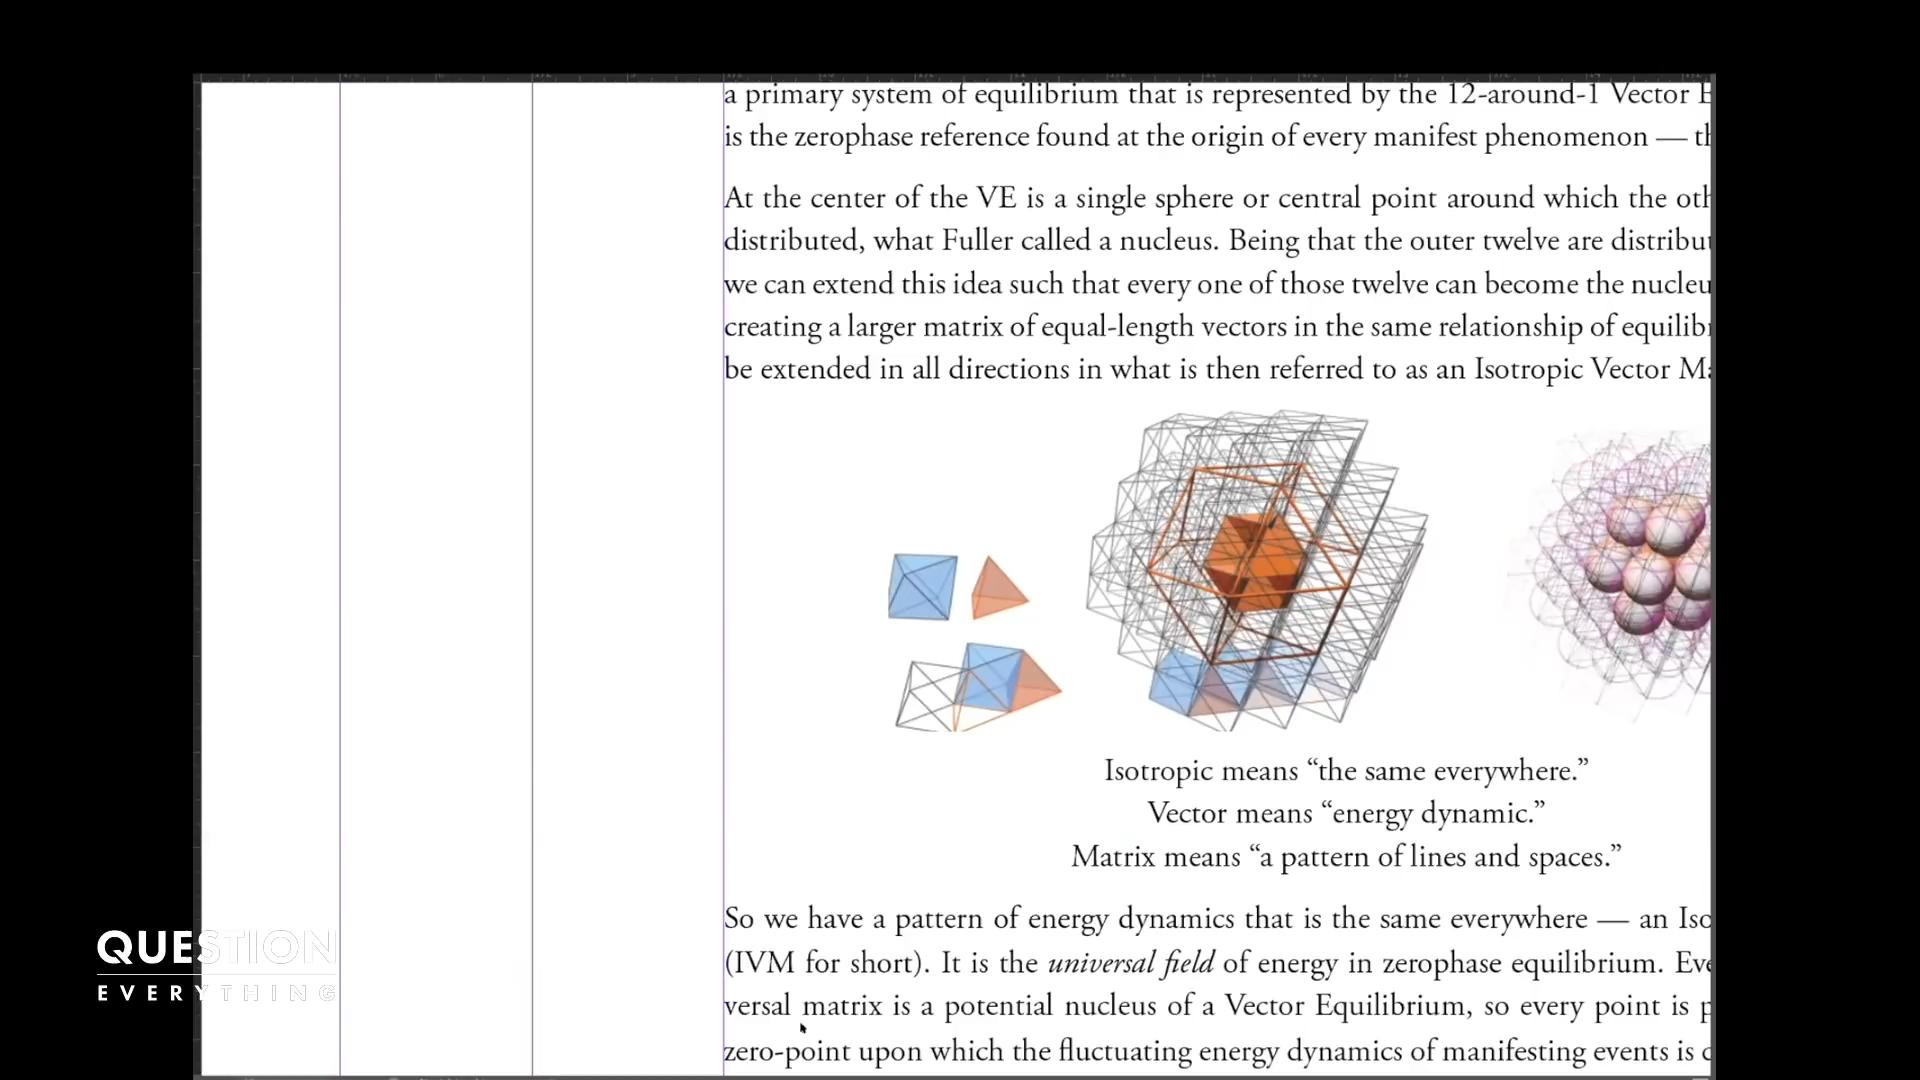 a primary system of equilibrium that is represented by the 12-around-1 Vector
is the zerophase reference found at the origin of every manifest phenomenon —
At the center of the VE is a single sphere or central point around which the
distributed, what Fuller called a nucleus. Being that the outer twelve are
we can extend this idea such that every one of those twelve can become the
creating a larger matrix of equal-length vectors in the same relationship of
be extended in all directions in what is then referred to as an Isotropic Vector
Isotropic means “the same everywhere.”
Vector means “energy dynamic.”
Matrix means “a pattern of lines and spaces.”
So we have a pattern of energy dynamics that is the same everywhere — an
(IVM for short). It is the universal field of energy in zerophase equilibrium.
versal matrix is a potential nucleus of a Vector Equilibrium, so every point is
zero-point upon which the fluctuating energy dynamics of manifesting events is
QUESTION
EVERYTHING